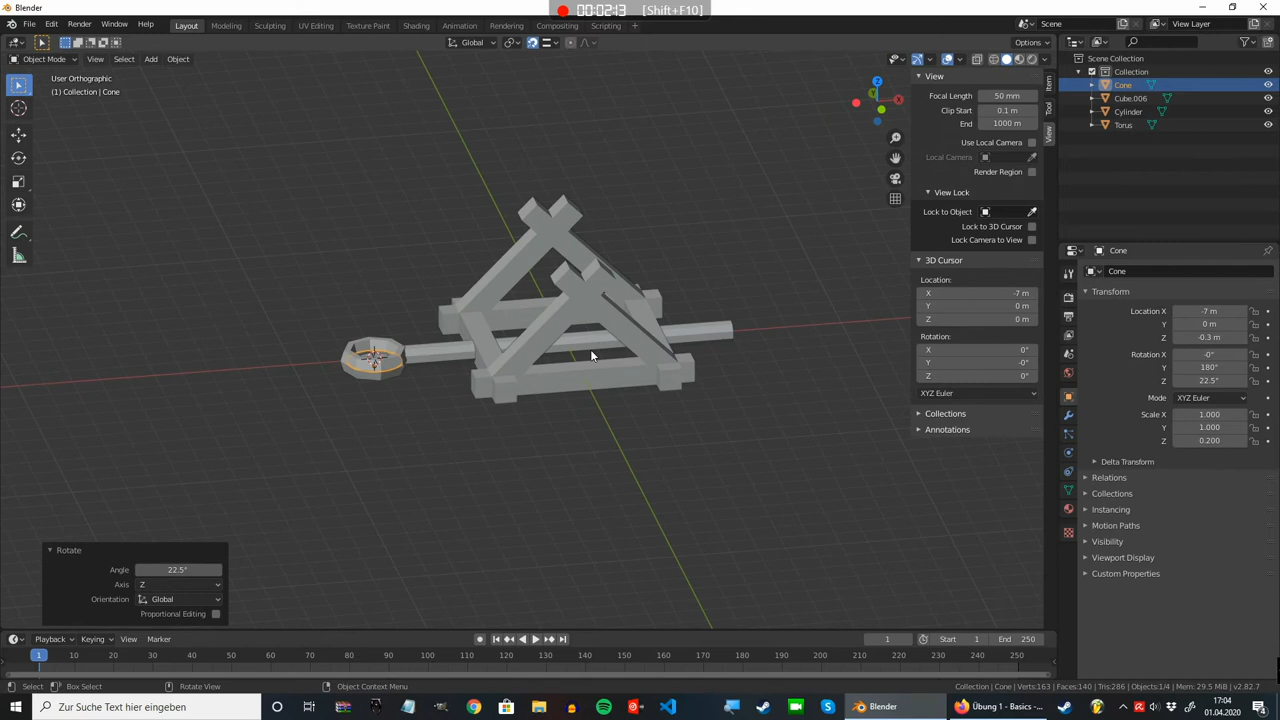 Blender
00:02:13 [Shift+F10]
File Edit Render Window Help Layout Modeling Sculpting UV Editing Texture Paint Shading Animation Rendering Compositing Scripting + Scene View Layer
Global Options
Object Mode View Select Add Object
User Orthographic
(1) Collection | Cone
Z
Y
X
View
Focal Length 50 mm
Clip Start 0.1 m
End 1000 m
Use Local Camera
Local Camera
Render Region
View Lock
Lock to Object
Lock to 3D Cursor
Lock Camera to View
3D Cursor
Location:
X -7 m
Y 0 m
Z 0 m
Rotation:
X 0°
Y -0°
Z 0°
XYZ Euler
Collections
Annotations
Item
Tool
View
Scene Collection
Collection
Cone
Cube.006
Cylinder
Torus
Cone
Cone
Transform
Location X -7 m
Y 0 m
Z -0.3 m
Rotation X -0°
Y 180°
Z 22.5°
Mode XYZ Euler
Scale X 1.000
Y 1.000
Z 0.200
Delta Transform
Relations
Collections
Instancing
Motion Paths
Visibility
Viewport Display
Custom Properties
Rotate
Angle 22.5°
Axis Z
Orientation Global
Proportional Editing
Playback Keying View Marker 1 Start 1 End 250
1 10 20 30 40 50 60 70 80 90 100 110 120 130 140 150 160 170 180 190 200 210 220 230 240 250
Select Box Select Rotate View Object Context Menu Collection | Cone | Verts:163 | Faces:140 | Tris:286 | Objects:1/4 | Mem: 29.5 MiB | v2.82.7
Zur Suche Text hier eingeben Blender Übung 1 - Basics -... 17:04
01.04.2020